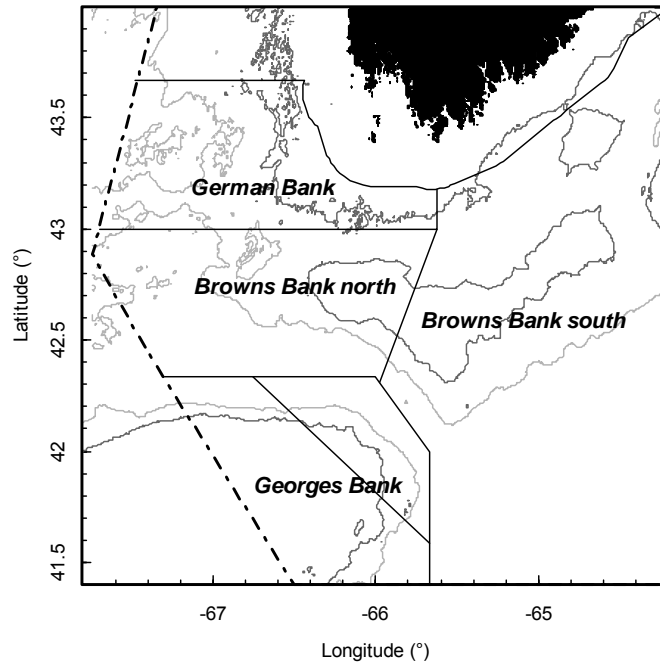 43.5
German Bank
43
Browns Bank north
Browns Bank south
42.5
42
Georges Bank
41.5
Latitude (°)
-67
-66
-65
Longitude (°)